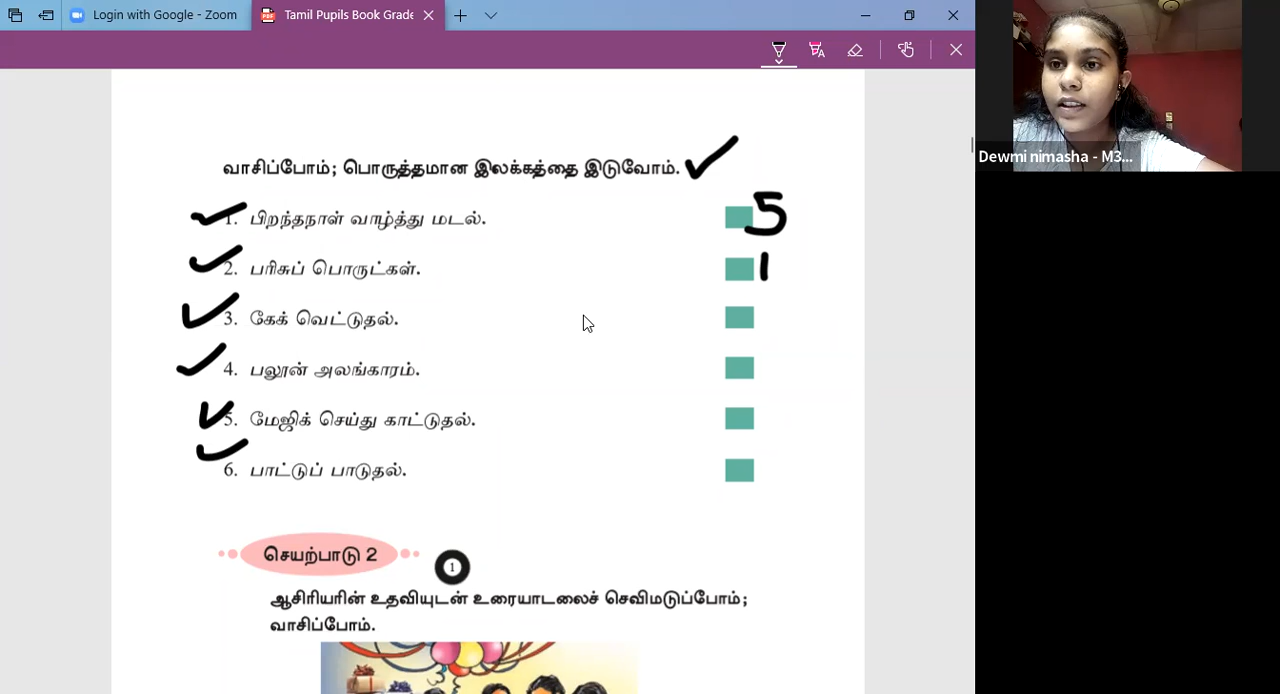 Login with Google - Zoom
Tamil Pupils Book Grade
வாசிப்போம்; பொருத்தமான இலக்கத்தை இடுவோம்.
1. பிறந்தநாள் வாழ்த்து மடல். 5
2. பரிசுப் பொருட்கள். 1
3. கேக் வெட்டுதல்.
4. பலூன் அலங்காரம்.
5. மேஜிக் செய்து காட்டுதல்.
6. பாட்டுப் பாடுதல்.
செயற்பாடு 2
1
ஆசிரியரின் உதவியுடன் உரையாடலைச் செவிமடுப்போம்;
வாசிப்போம்.
Dewmi nimasha - M3...